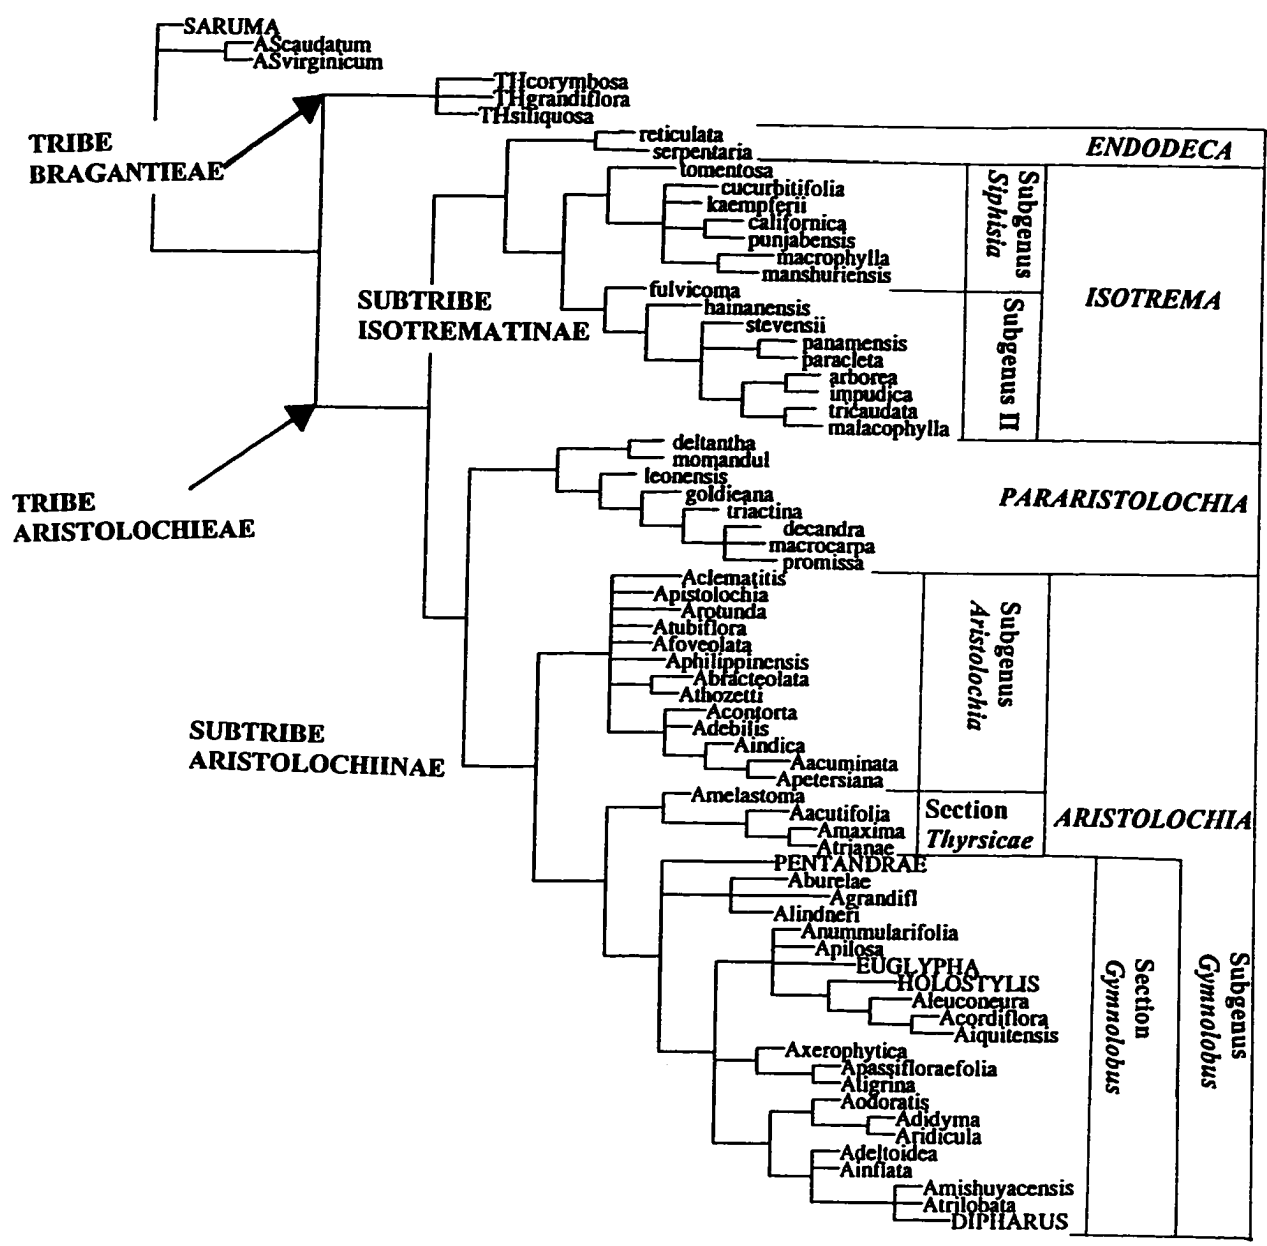 SARUMA
AScaudatum
ASvirginicum
THcorymbosa
THgrandiflora
THsiliquosa
TRIBE
BRAGANTIEAE
reticulata
serpentaria
ENDODECA
tomentosa
cucurbitifolia
kaempferii
californica
punjabensis
macrophylla
manshuriensis
Subgenus
Siphisia
ISOTREMA
SUBTRIBE
ISOTREMATINAE
fulvicoma
hainanensis
stevensii
panamensis
paracleta
arborea
impudica
tricaudata
malacophylla
Subgenus II
TRIBE
ARISTOLOCHIEAE
deltantha
momandul
leonensis
goldieana
triactina
decandra
macrocarpa
promissa
PARARISTOLOCHIA
Aclematitis
Apistolochia
Arotunda
Atubiflora
Afoveolata
Aphilippinensis
Abracteolata
Athozetti
Acontorta
Adebilis
Aindica
Aacuminata
Apetersiana
Subgenus
Aristolochia
SUBTRIBE
ARISTOLOCHIINAE
Amelastoma
Aacutifolia
Amaxima
Atrianae
Section
Thyrsicae
ARISTOLOCHIA
PENTANDRAE
Aburelae
Agrandifl
Alindneri
Anummularifolia
Apilosa
EUGLYPHA
HOLOSTYLIS
Aleuconeura
Acordiflora
Aiquitensis
Axerophytica
Apassifloraefolia
Atigrina
Aodoratis
Adidyma
Aridicula
Adeltoidea
Ainflata
Amishuyacensis
Atrilobata
DIPHARUS
Section
Gymnolobus
Subgenus
Gymnolobus